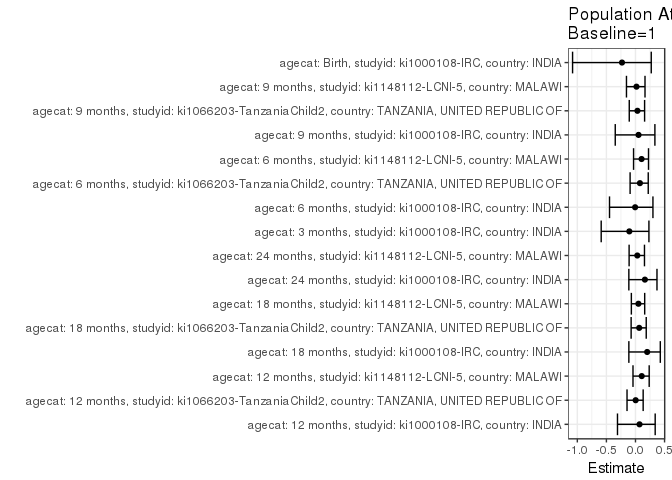 Population A
Baseline=1
agecat: Birth, studyid: ki1000108-IRC, country: INDIA
agecat: 9 months, studyid: ki1148112-LCNI-5, country: MALAWI
agecat: 9 months, studyid: ki1066203-TanzaniaChild2, country: TANZANIA, UNITED REPUBLIC OF
agecat: 9 months, studyid: ki1000108-IRC, country: INDIA
agecat: 6 months, studyid: ki1148112-LCNI-5, country: MALAWI
agecat: 6 months, studyid: ki1066203-TanzaniaChild2, country: TANZANIA, UNITED REPUBLIC OF
agecat: 6 months, studyid: ki1000108-IRC, country: INDIA
agecat: 3 months, studyid: ki1000108-IRC, country: INDIA
agecat: 24 months, studyid: ki1148112-LCNI-5, country: MALAWI
agecat: 24 months, studyid: ki1000108-IRC, country: INDIA
agecat: 18 months, studyid: ki1148112-LCNI-5, country: MALAWI
agecat: 18 months, studyid: ki1066203-TanzaniaChild2, country: TANZANIA, UNITED REPUBLIC OF
agecat: 18 months, studyid: ki1000108-IRC, country: INDIA
agecat: 12 months, studyid: ki1148112-LCNI-5, country: MALAWI
agecat: 12 months, studyid: ki1066203-TanzaniaChild2, country: TANZANIA, UNITED REPUBLIC OF
agecat: 12 months, studyid: ki1000108-IRC, country: INDIA
-1.0 -0.5 0.0 0.5
Estimate